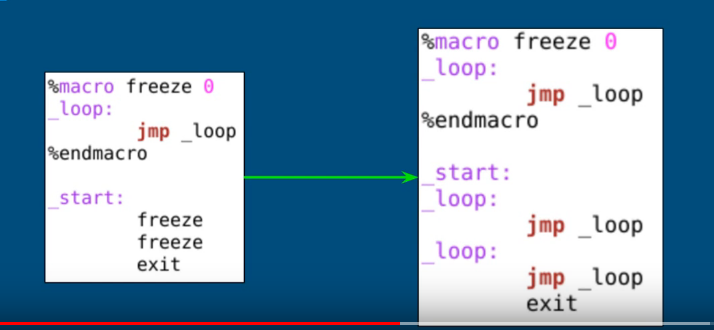 %macro freeze 0
_loop:
jmp _loop
%endmacro
_start:
freeze
freeze
exit
%macro freeze 0
_loop:
jmp _loop
%endmacro
_start:
_loop:
jmp _loop
_loop:
jmp _loop
exit